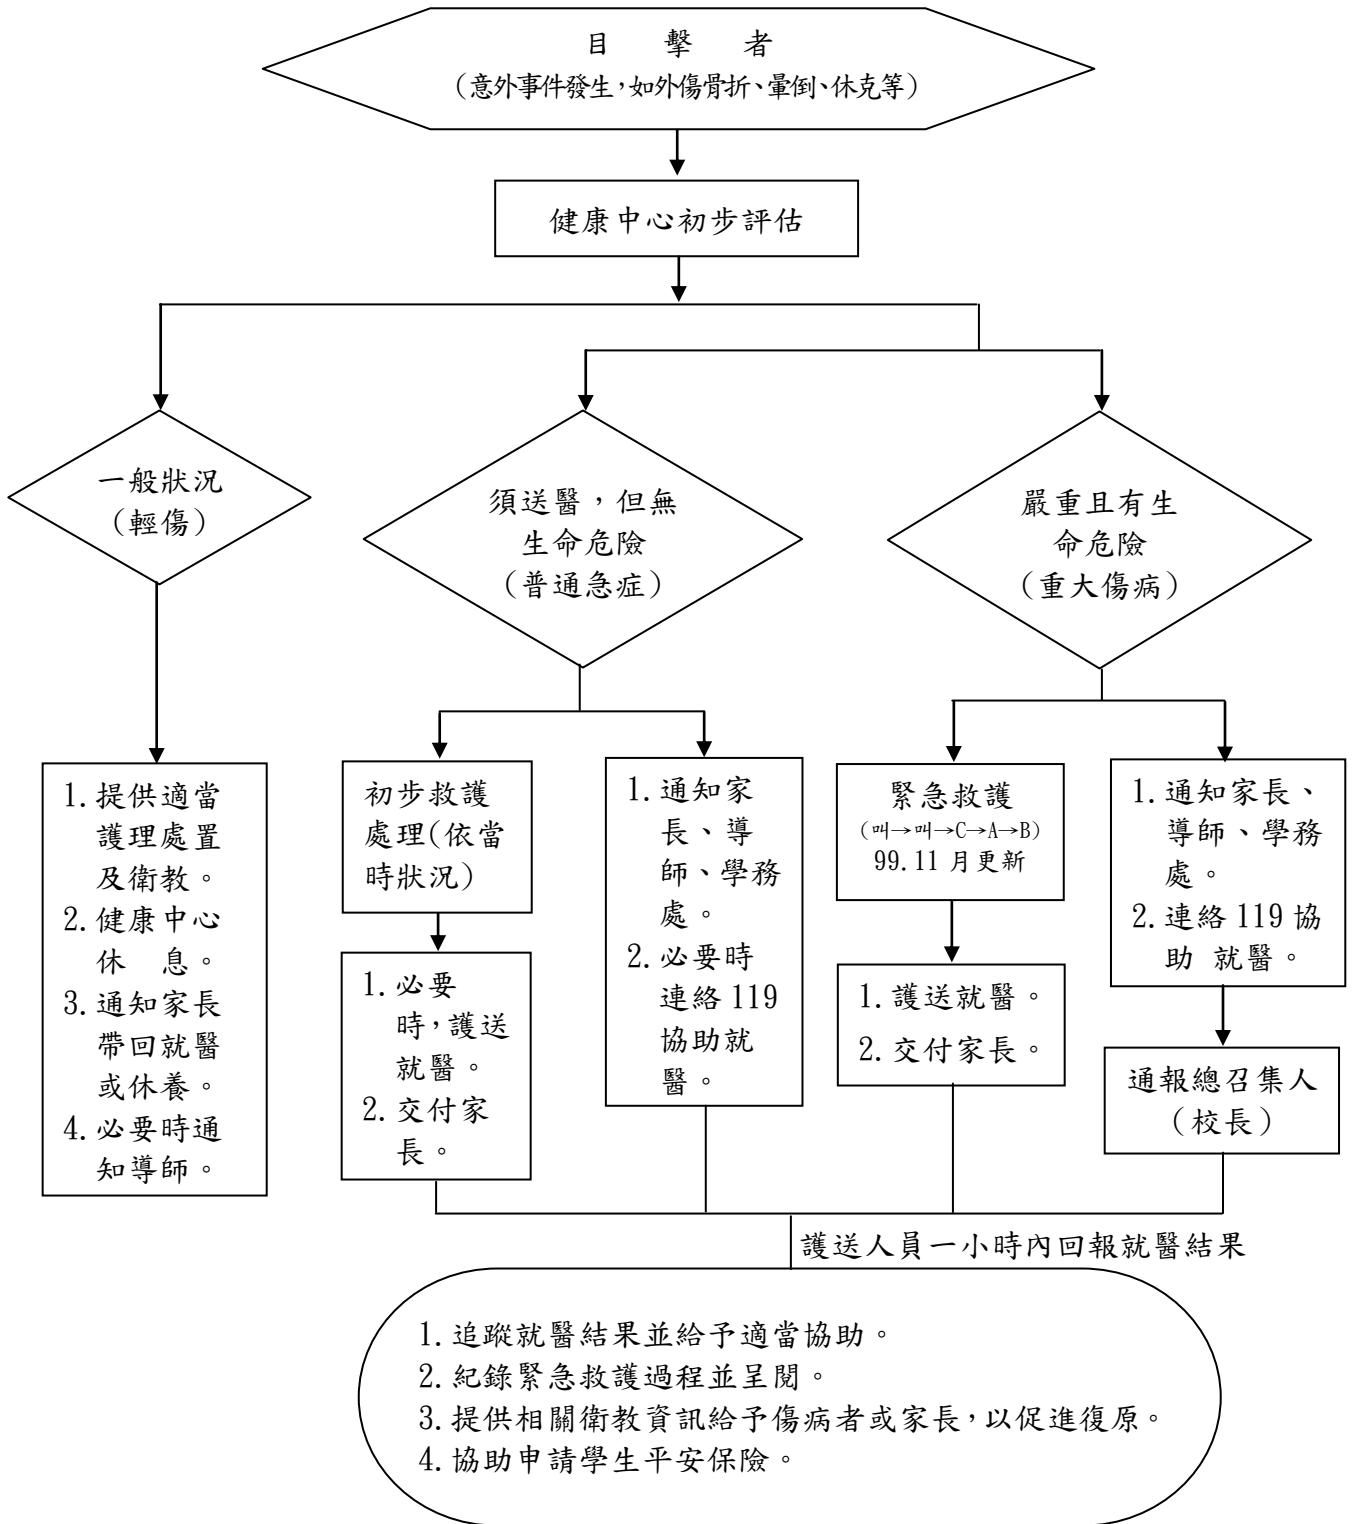 目 擊 者
(意外事件發生,如外傷骨折、暈倒、休克等)
健康中心初步評估
一般狀況
(輕傷)
須送醫,但無
生命危險
(普通急症)
嚴重且有生
命危險
(重大傷病)
1.提供適當
護理處置
及衛教。
2.健康中心
休 息。
3.通知家長
帶回就醫
或休養。
4.必要時通
知導師。
初步救護
處理(依當
時狀況)
1.必要
時,護送
就醫。
2.交付家
長。
1.通知家
長、導
師、學務
處。
2.必要時
連絡 119
協助就
醫。
緊急救護
(叫→叫→C→A→B)
99.11 月更新
1.護送就醫。
2.交付家長。
1.通知家長、
導師、學務
處。
2.連絡 119 協
助 就醫。
通報總召集人
(校長)
護送人員一小時內回報就醫結果
1.追蹤就醫結果並給予適當協助。
2.紀錄緊急救護過程並呈閱。
3.提供相關衛教資訊給予傷病者或家長,以促進復原。
4.協助申請學生平安保險。